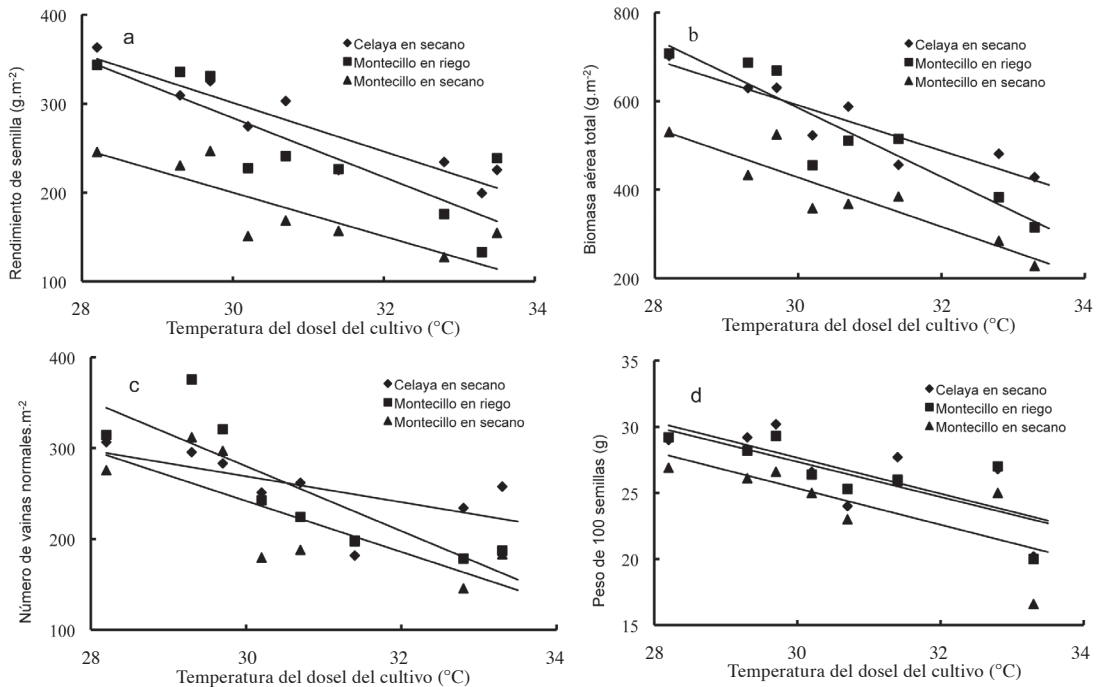 a
400
300
200
100
Rendimiento de semilla (g.m-2)
Celaya en secano
Montecillo en riego
Montecillo en secano
28 30 32 34
Temperatura del dosel del cultivo (°C)
b
800
600
400
200
Biomasa aérea total (g.m-2)
Celaya en secano
Montecillo en riego
Montecillo en secano
28 30 32 34
Temperatura del dosel del cultivo (°C)
c
400
300
200
100
Número de vainas normales.m-2
Celaya en secano
Montecillo en riego
Montecillo en secano
28 30 32 34
Temperatura del dosel del cultivo (°C)
d
35
30
25
20
15
Peso de 100 semillas (g)
Celaya en secano
Montecillo en riego
Montecillo en secano
28 30 32 34
Temperatura del dosel del cultivo (°C)